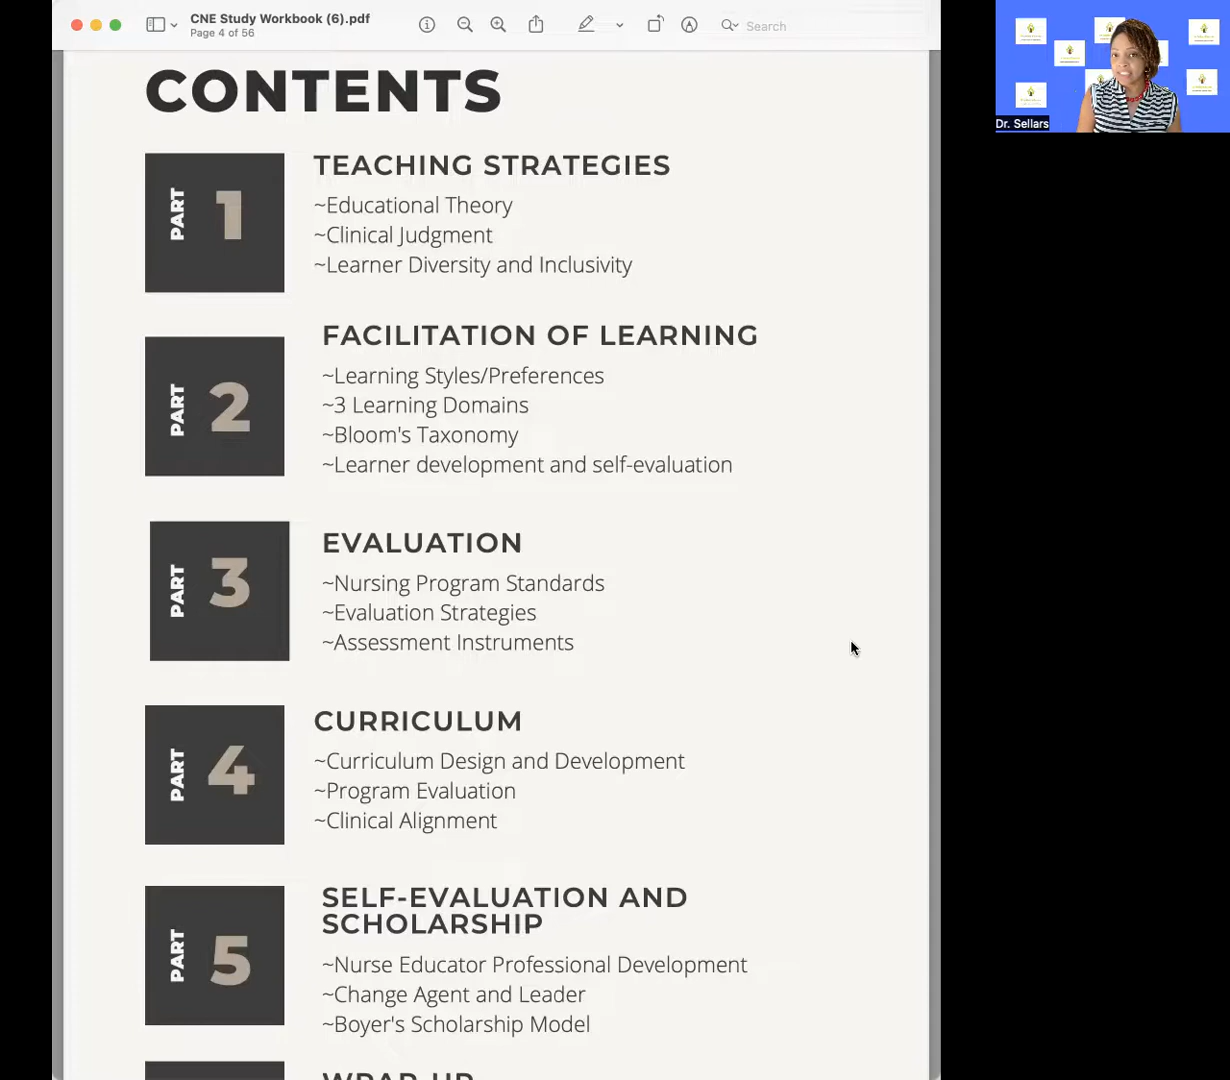 CNE Study Workbook (6).pdf
Page 4 of 56
Search
Dr. Sellars
CONTENTS
PART 1
TEACHING STRATEGIES
~Educational Theory
~Clinical Judgment
~Learner Diversity and Inclusivity
PART 2
FACILITATION OF LEARNING
~Learning Styles/Preferences
~3 Learning Domains
~Bloom's Taxonomy
~Learner development and self-evaluation
PART 3
EVALUATION
~Nursing Program Standards
~Evaluation Strategies
~Assessment Instruments
PART 4
CURRICULUM
~Curriculum Design and Development
~Program Evaluation
~Clinical Alignment
PART 5
SELF-EVALUATION AND
SCHOLARSHIP
~Nurse Educator Professional Development
~Change Agent and Leader
~Boyer's Scholarship Model
WRAP-UP